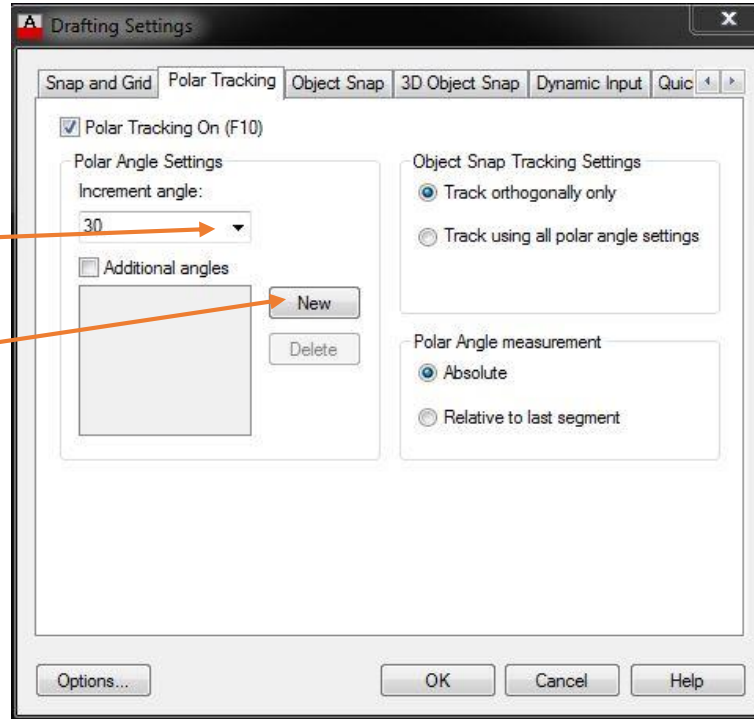 Drafting Settings
Snap and Grid Polar Tracking Object Snap 3D Object Snap Dynamic Input Quic
Polar Tracking On (F10)
Polar Angle Settings
Increment angle:
30
Additional angles
New
Delete
Object Snap Tracking Settings
Track orthogonally only
Track using all polar angle settings
Polar Angle measurement
Absolute
Relative to last segment
Options... OK Cancel Help